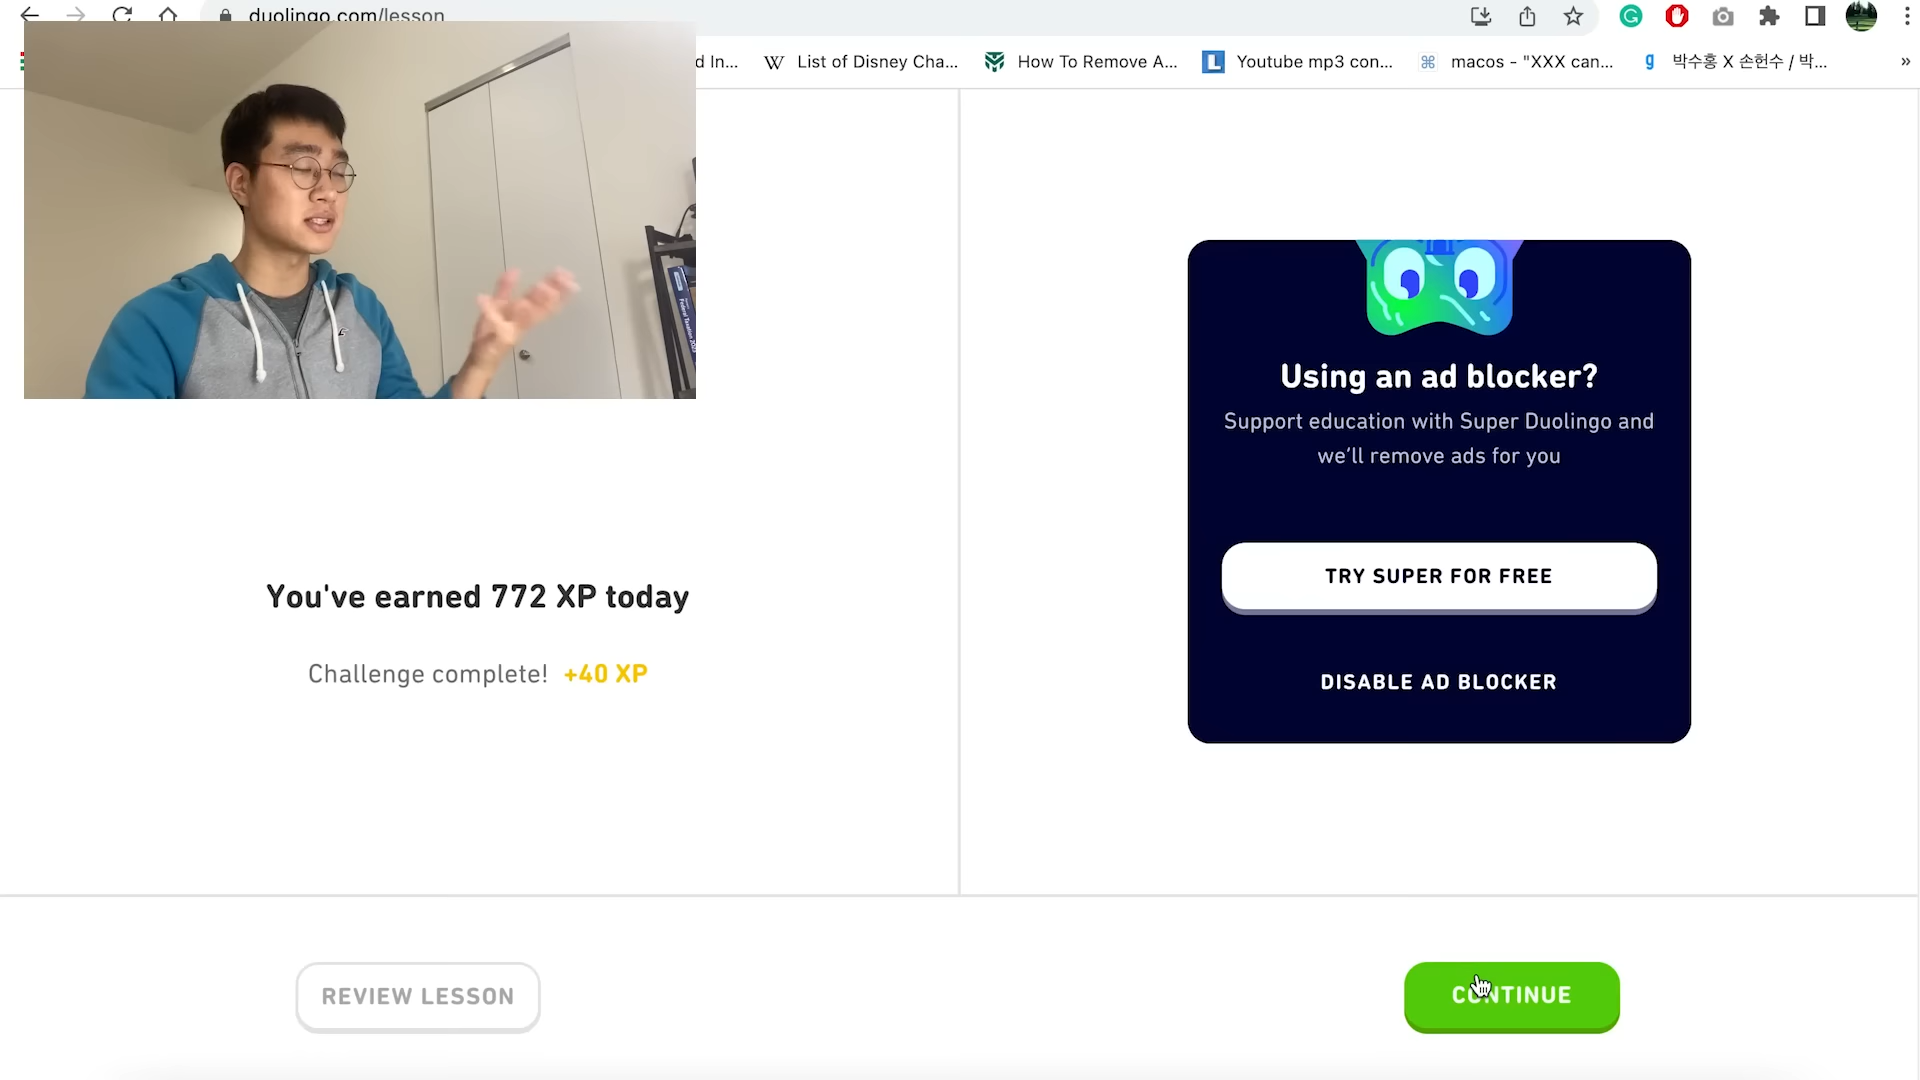 duolingo.com/lesson
d In...
List of Disney Cha...
How To Remove A...
Youtube mp3 con...
macos - "XXX can...
박수홍 X 손헌수 / 박...
»
Federal Taxation 2023
Using an ad blocker?
Support education with Super Duolingo and
we'll remove ads for you
TRY SUPER FOR FREE
DISABLE AD BLOCKER
You've earned 772 XP today
Challenge complete! +40 XP
REVIEW LESSON
CONTINUE